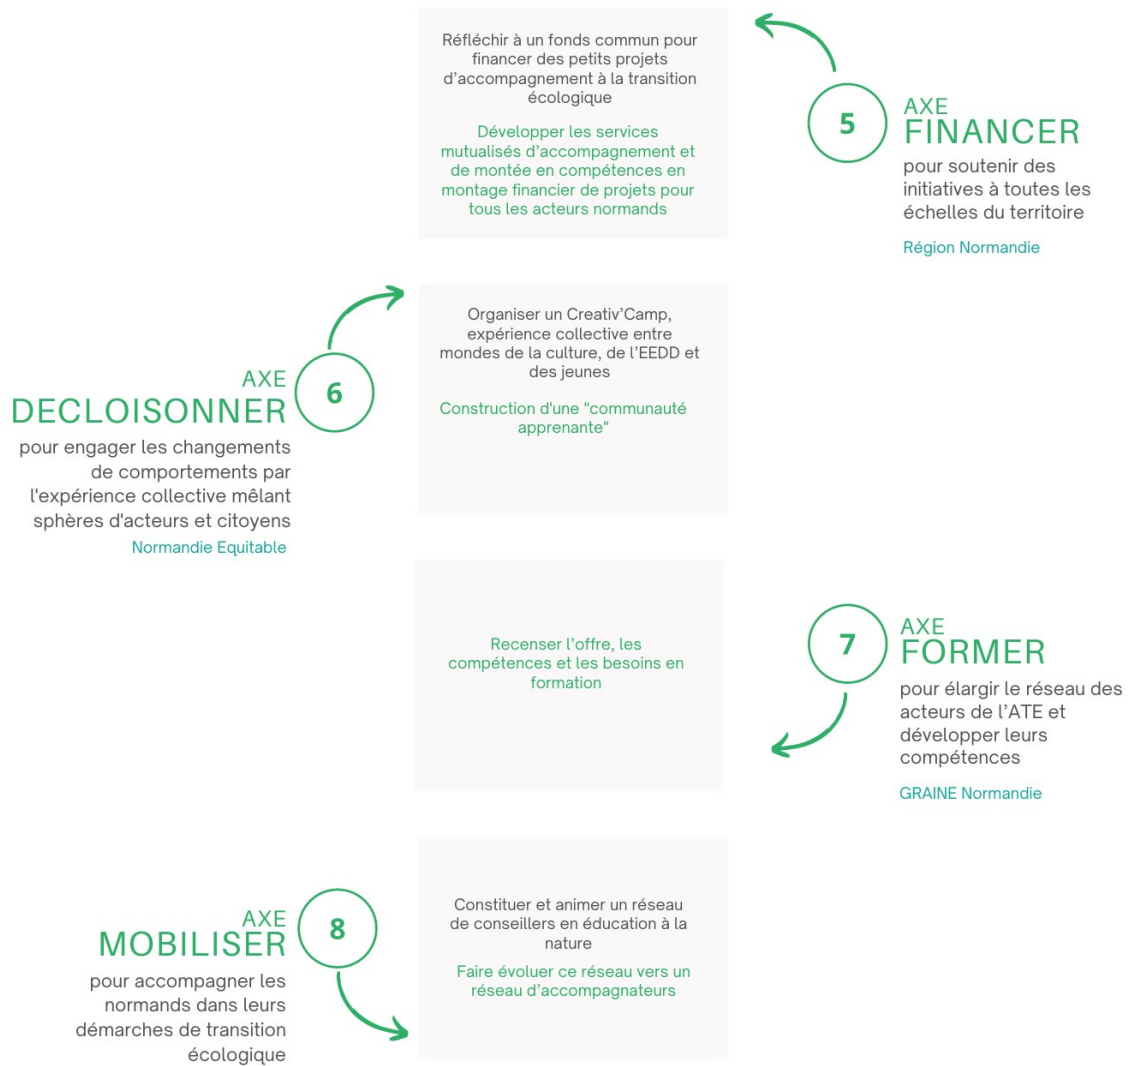 Réfléchir à un fonds commun pour
financer des petits projets
d’accompagnement à la transition
écologique
Développer les services
mutualisés d’accompagnement et
de montée en compétences en
montage financier de projets pour
tous les acteurs normands
5
AXE
FINANCER
pour soutenir des
initiatives à toutes les
échelles du territoire
Région Normandie
6
AXE
DECLOISONNER
pour engager les changements
de comportements par
l'expérience collective mêlant
sphères d'acteurs et citoyens
Normandie Equitable
Organiser un Creativ’Camp,
expérience collective entre
mondes de la culture, de l’EEDD et
des jeunes
Construction d'une "communauté
apprenante"
Recenser l’offre, les
compétences et les besoins en
formation
7
AXE
FORMER
pour élargir le réseau des
acteurs de l’ATE et
développer leurs
compétences
GRAINE Normandie
8
AXE
MOBILISER
pour accompagner les
normands dans leurs
démarches de transition
écologique
Constituer et animer un réseau
de conseillers en éducation à la
nature
Faire évoluer ce réseau vers un
réseau d’accompagnateurs